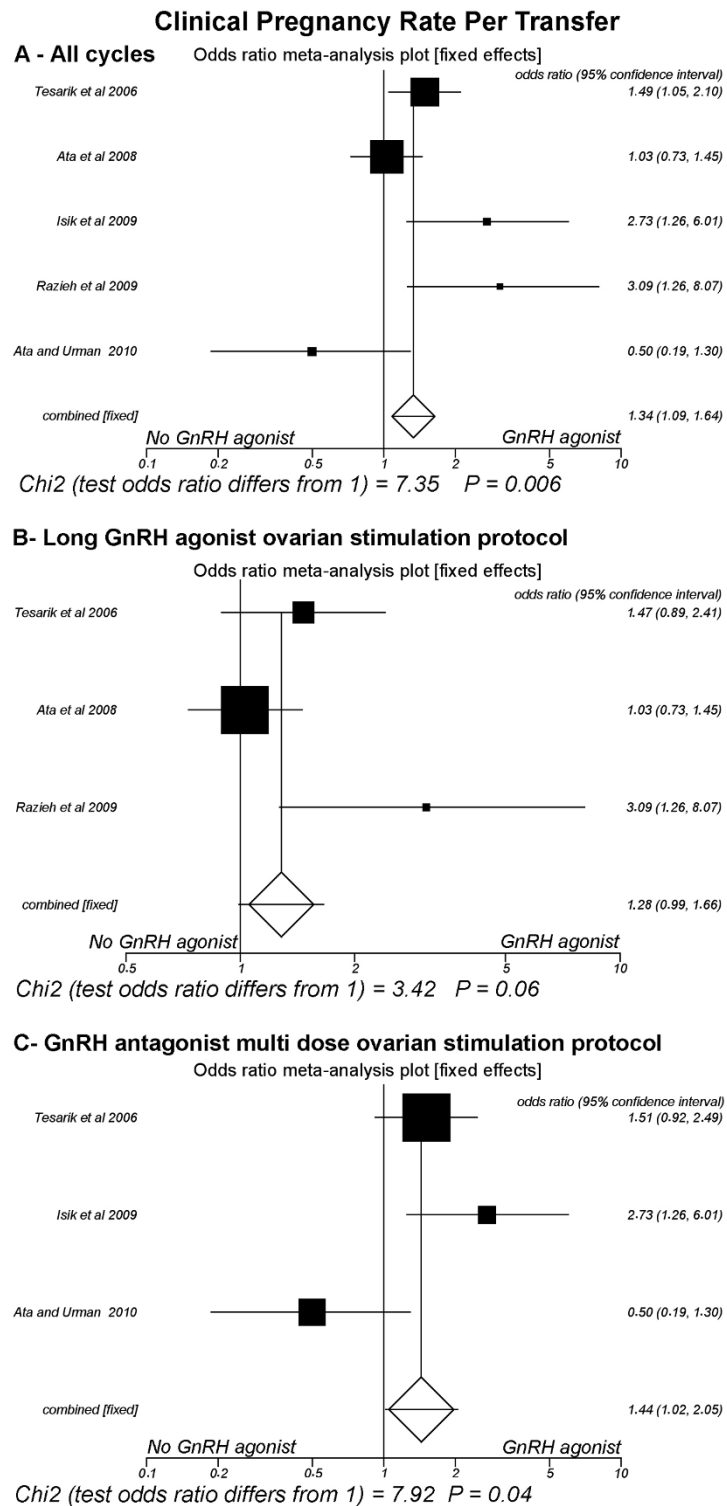 Clinical Pregnancy Rate Per Transfer
A - All cycles
Odds ratio meta-analysis plot [fixed effects]
odds ratio (95% confidence interval)
Tesarik et al 2006 1.49 (1.05, 2.10)
Ata et al 2008 1.03 (0.73, 1.45)
Isik et al 2009 2.73 (1.26, 6.01)
Razieh et al 2009 3.09 (1.26, 8.07)
Ata and Urman 2010 0.50 (0.19, 1.30)
combined [fixed] 1.34 (1.09, 1.64)
No GnRH agonist GnRH agonist
0.1 0.2 0.5 1 2 5 10
Chi2 (test odds ratio differs from 1) = 7.35 P = 0.006
B- Long GnRH agonist ovarian stimulation protocol
Odds ratio meta-analysis plot [fixed effects]
odds ratio (95% confidence interval)
Tesarik et al 2006 1.47 (0.89, 2.41)
Ata et al 2008 1.03 (0.73, 1.45)
Razieh et al 2009 3.09 (1.26, 8.07)
combined [fixed] 1.28 (0.99, 1.66)
No GnRH agonist GnRH agonist
0.5 1 2 5 10
Chi2 (test odds ratio differs from 1) = 3.42 P = 0.06
C- GnRH antagonist multi dose ovarian stimulation protocol
Odds ratio meta-analysis plot [fixed effects]
odds ratio (95% confidence interval)
Tesarik et al 2006 1.51 (0.92, 2.49)
Isik et al 2009 2.73 (1.26, 6.01)
Ata and Urman 2010 0.50 (0.19, 1.30)
combined [fixed] 1.44 (1.02, 2.05)
No GnRH agonist GnRH agonist
0.1 0.2 0.5 1 2 5 10
Chi2 (test odds ratio differs from 1) = 7.92 P = 0.04